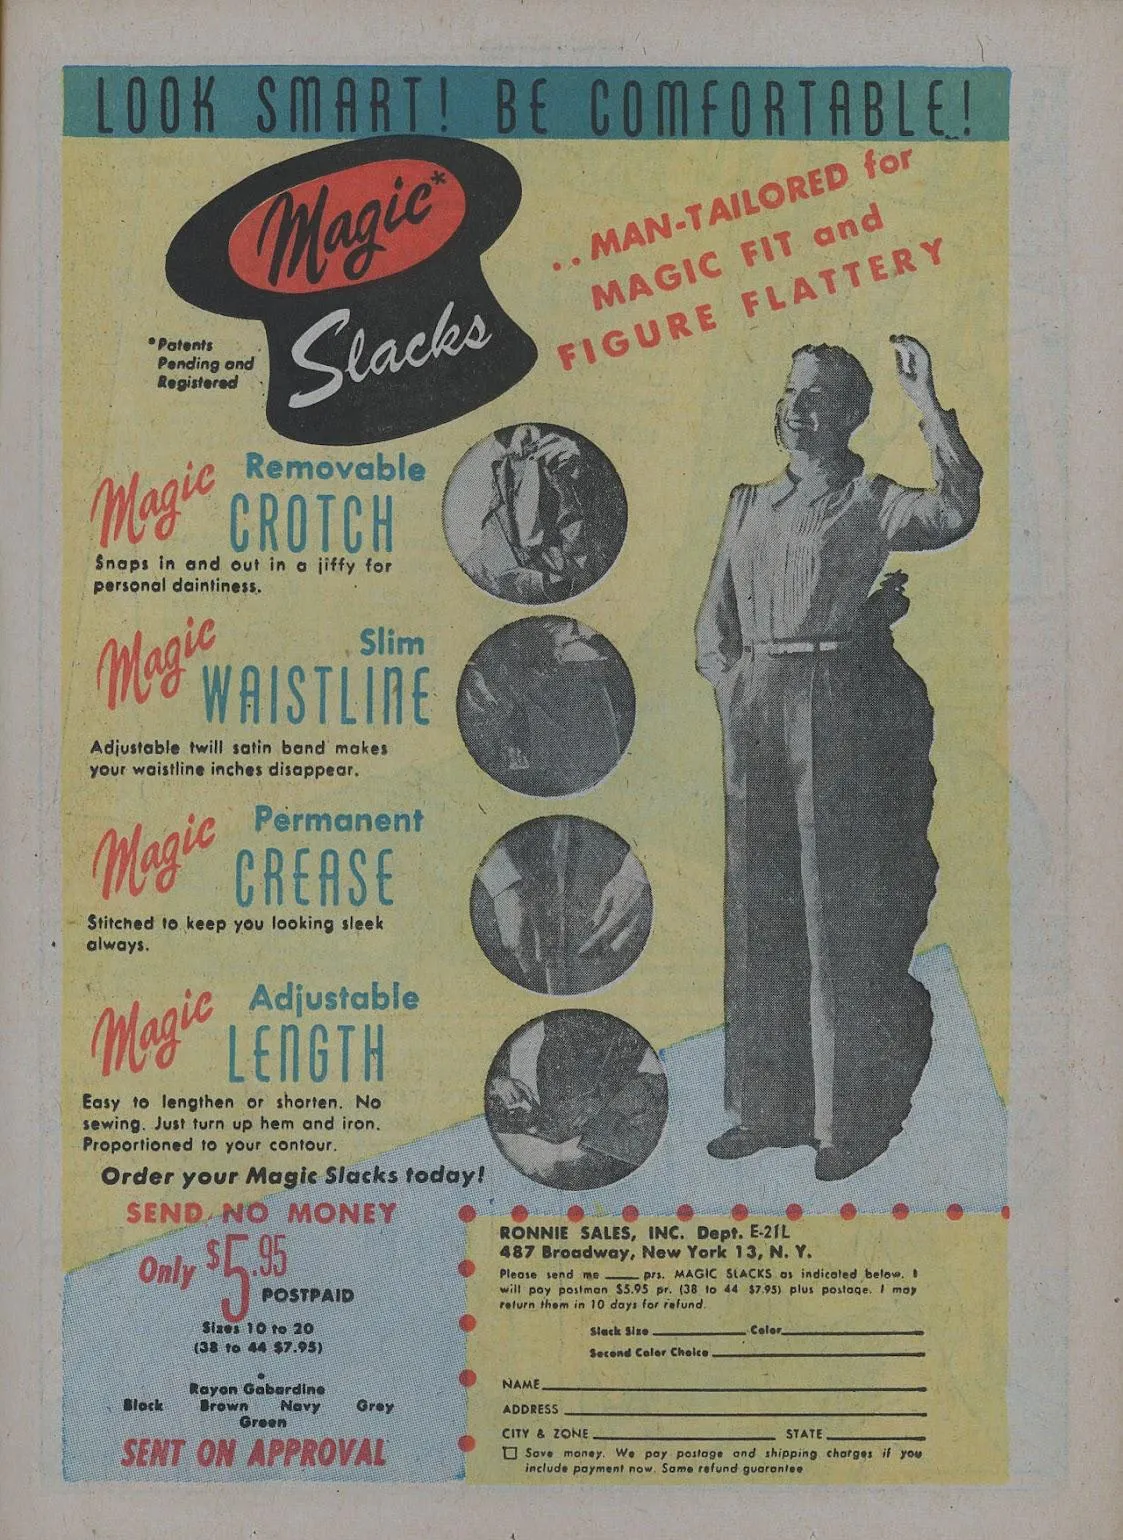 LOOK SMART! BE COMFORTABLE!
Magic*
Slacks
*Patents
Pending and
Registered
..MAN-TAILORED for
MAGIC FIT and
FIGURE FLATTERY
Magic Removable
CROTCH
Snaps in and out in a jiffy for
personal daintiness.
Magic Slim
WAISTLINE
Adjustable twill satin band makes
your waistline inches disappear.
Magic Permanent
CREASE
Stitched to keep you looking sleek
always.
Magic Adjustable
LENGTH
Easy to lengthen or shorten. No
sewing. Just turn up hem and iron.
Proportioned to your contour.
Order your Magic Slacks today!
SEND NO MONEY
Only $5.95
POSTPAID
Sizes 10 to 20
(38 to 44 $7.95)
Rayon Gabardine
Black Brown Navy Grey
Green
SENT ON APPROVAL
RONNIE SALES, INC. Dept. E-21L
487 Broadway, New York 13, N. Y.
Please send me ____ prs. MAGIC SLACKS as indicated below. I
will pay postman $5.95 pr. (38 to 44 $7.95) plus postage. I may
return them in 10 days for refund.
Slack Size ____ Color ____
Second Color Choice ____
NAME ____
ADDRESS ____
CITY & ZONE ____ STATE ____
☐ Save money. We pay postage and shipping charges if you
include payment now. Same refund guarantee